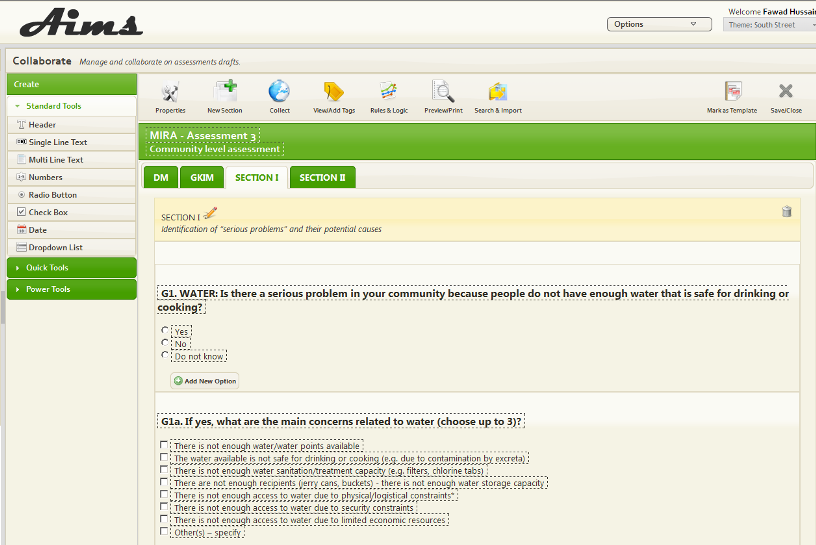 Aims
Options
Welcome Fawad Hussain
Theme: South Street
Collaborate Manage and collaborate on assessments drafts.
Create
Standard Tools
Header
Single Line Text
Multi Line Text
Numbers
Radio Button
Check Box
Date
Dropdown List
Quick Tools
Power Tools
Properties
New Section
Collect
View/Add Tags
Rules & Logic
Preview/Print
Search & Import
Mark as Template
Save/Close
MIRA - Assessment 3
Community level assessment
DM
GKIM
SECTION I
SECTION II
SECTION I
Identification of "serious problems" and their potential causes
G1. WATER: Is there a serious problem in your community because people do not have enough water that is safe for drinking or
cooking?
Yes
No
Do not know
Add New Option
G1a. If yes, what are the main concerns related to water (choose up to 3)?
There is not enough water/water points available
The water available is not safe for drinking or cooking (e.g. due to contamination by excreta)
There is not enough water sanitation/treatment capacity (e.g. filters, chlorine tabs)
There are not enough recipients (jerry cans, buckets) - there is not enough water storage capacity
There is not enough access to water due to physical/logistical constraints"
There is not enough access to water due to security constraints
There is not enough access to water due to limited economic resources
Other(s) – specify